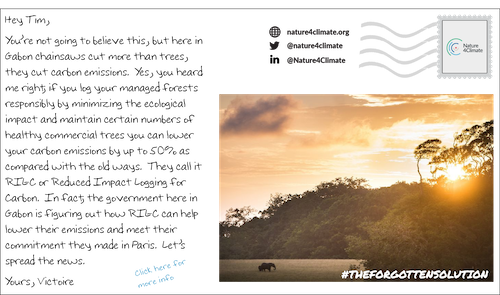 Hey Tim,
You're not going to believe this, but here in
Gabon chainsaws cut more than trees,
they cut carbon emissions. Yes, you heard
me right, if you log your managed forests
responsibly by minimizing the ecological
impact and maintain certain numbers of
healthy commercial trees you can lower
your carbon emissions by up to 50% as
compared with the old ways. They call it
RIL-C or Reduced Impact Logging for
Carbon. In fact, the government here in
Gabon is figuring out how RIL-C can help
lower their emissions and meet their
commitment they made in Paris. Let's
spread the news.
Yours, Victoire
Click here for
more info
nature4climate.org
@nature4climate
@Nature4Climate
Nature
4Climate
#THEFORGOTTENSOLUTION